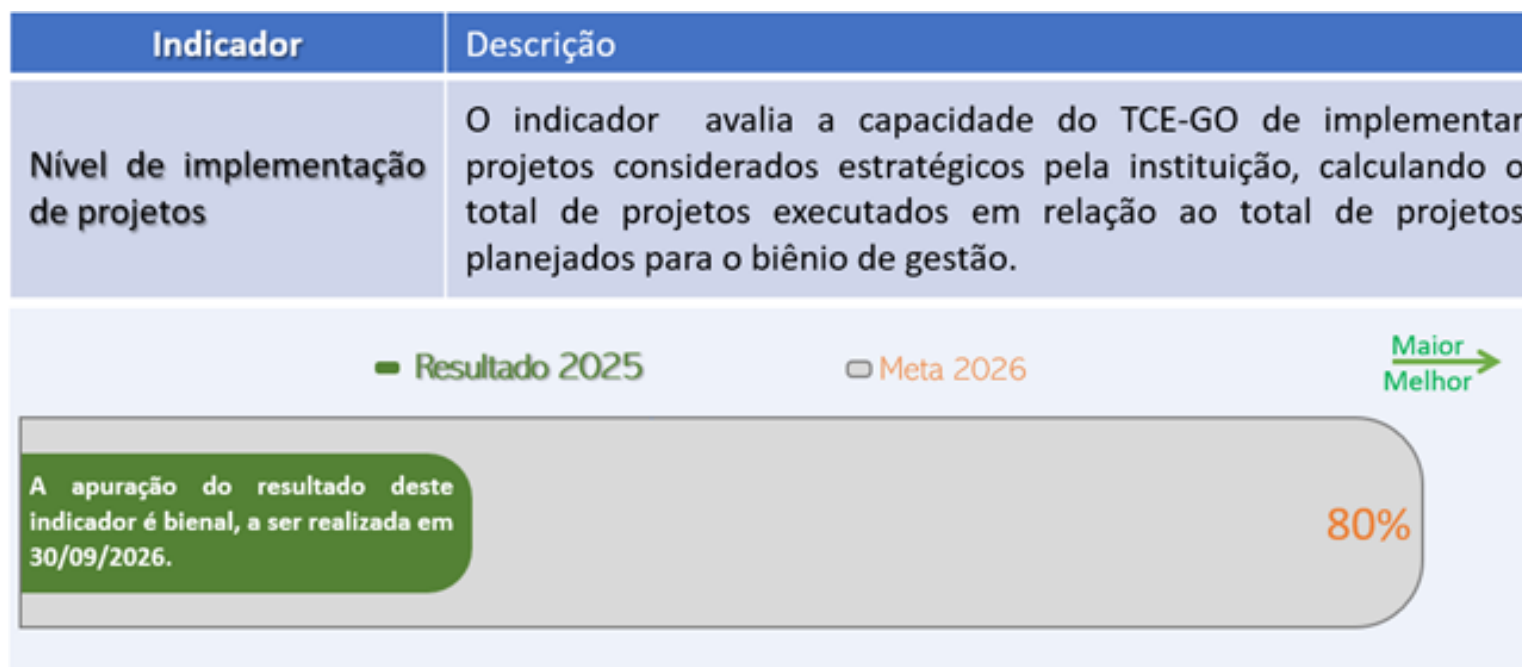 Indicador
Descrição
Nível de implementação
de projetos
O indicador avalia a capacidade do TCE-GO de implementar
projetos considerados estratégicos pela instituição, calculando o
total de projetos executados em relação ao total de projetos
planejados para o biênio de gestão.
Resultado 2025
Meta 2026
Maior
Melhor
A apuração do resultado deste
indicador é bienal, a ser realizada em
30/09/2026.
80%